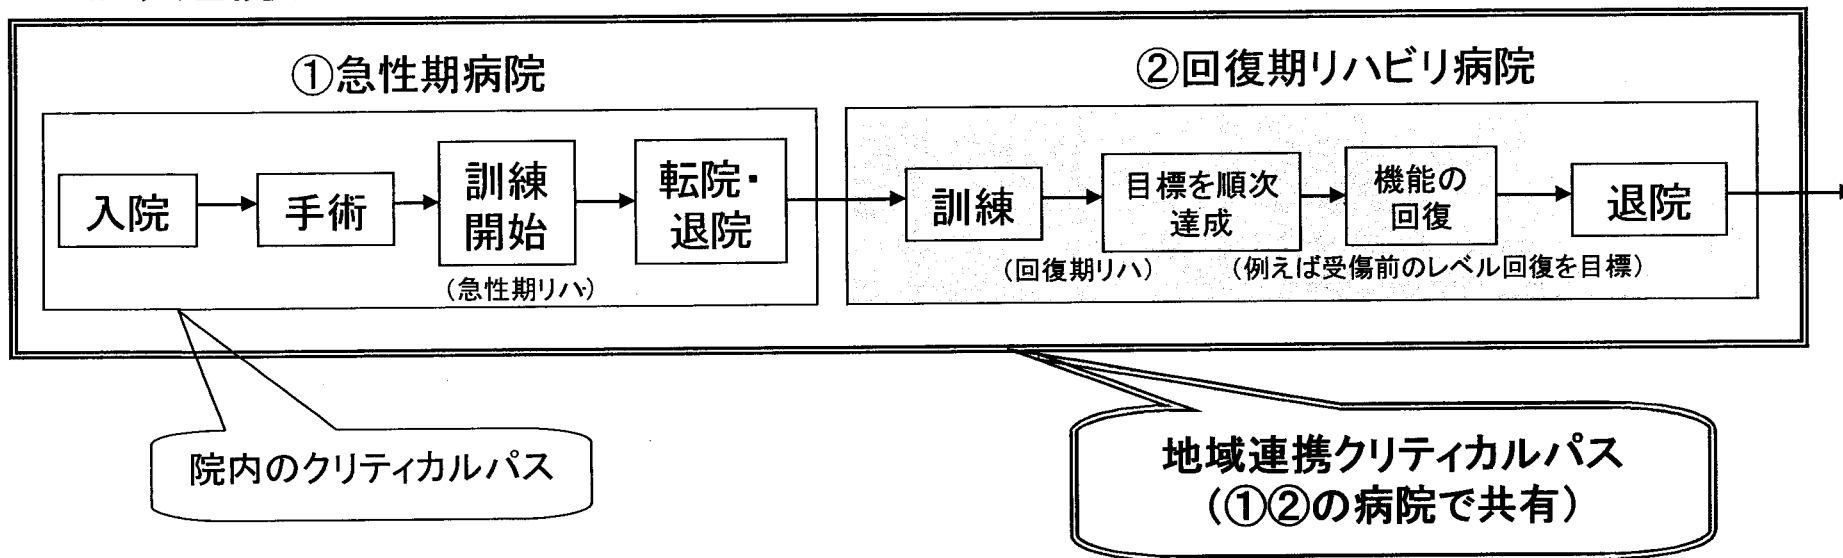 ①急性期病院
②回復期リハビリ病院
入院
手術
訓練
開始
(急性期リハ)
転院・
退院
訓練
(回復期リハ)
目標を順次
達成
機能の
回復
(例えば受傷前のレベル回復を目標)
退院
院内のクリティカルパス
地域連携クリティカルパス
(①②の病院で共有)